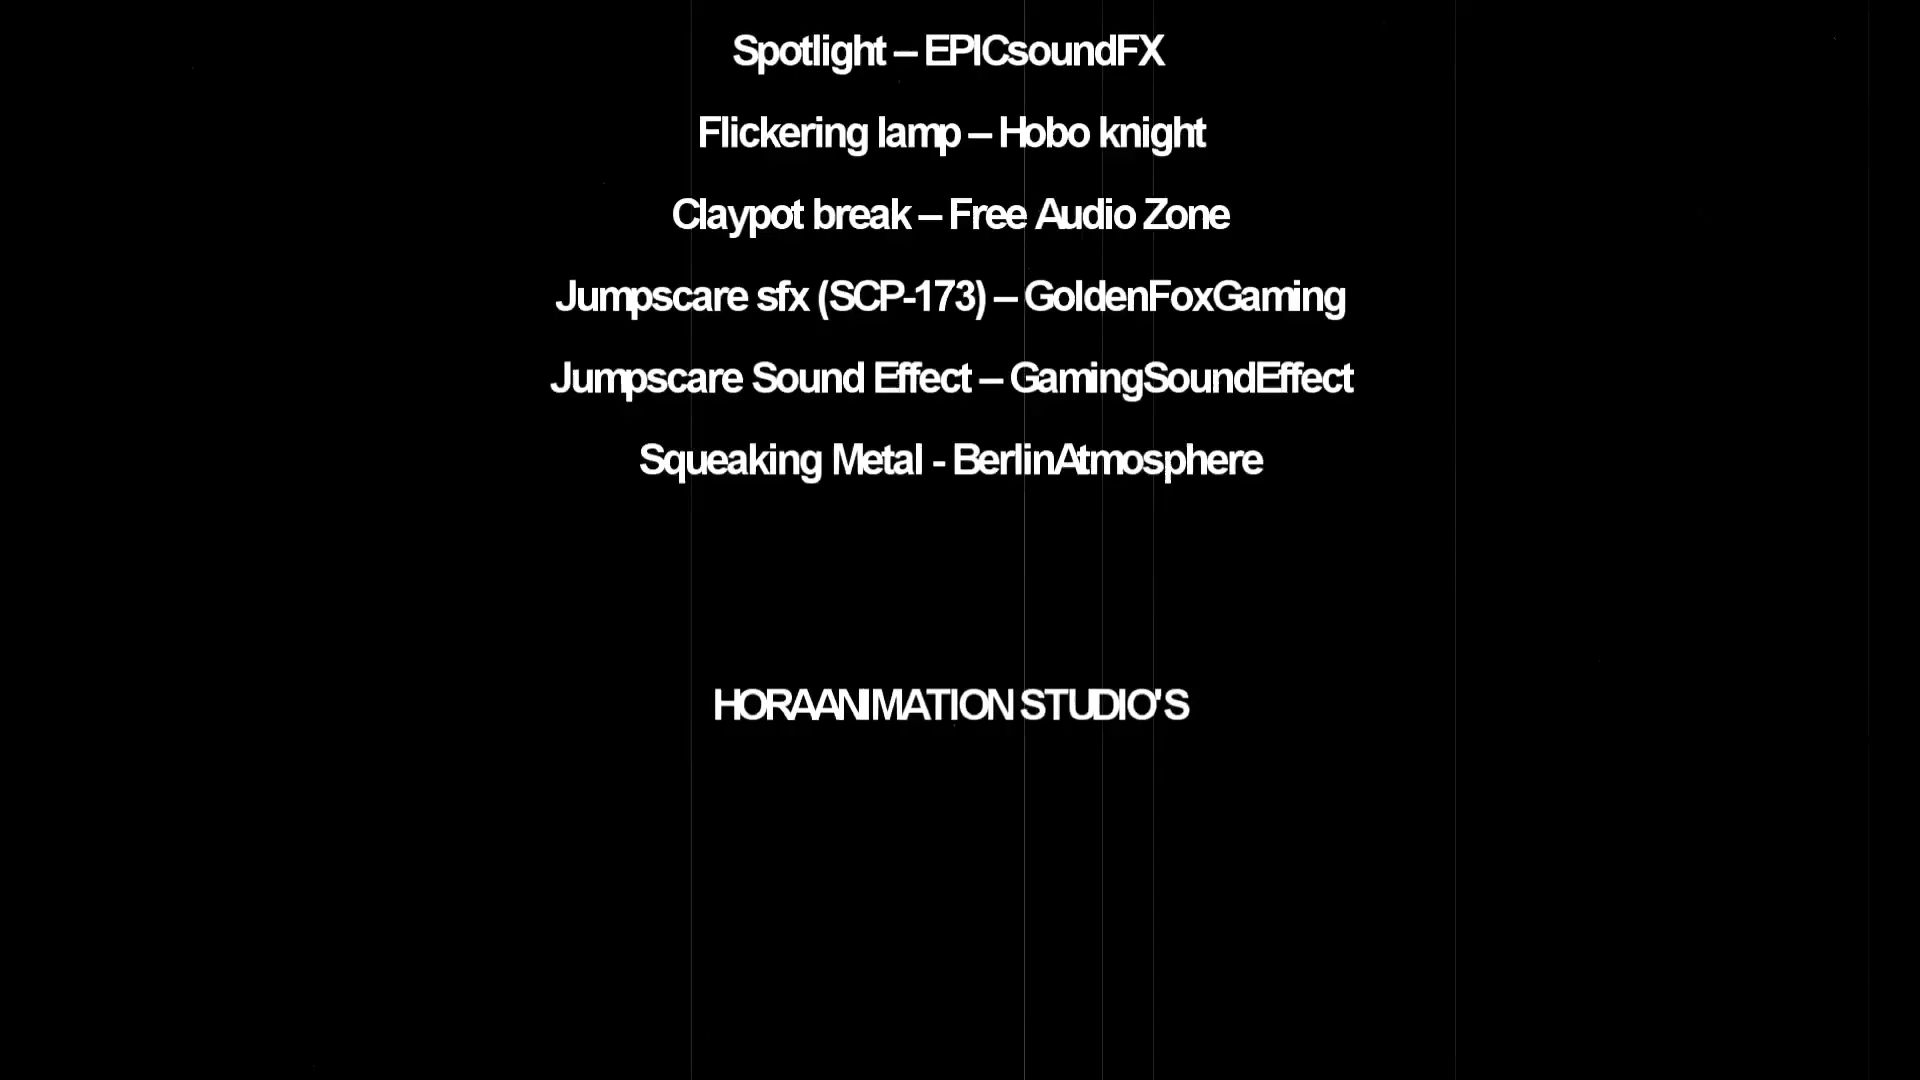 Spotlight – EPICsoundFX
Flickering lamp – Hobo knight
Claypot break – Free Audio Zone
Jumpscare sfx (SCP-173) – GoldenFoxGaming
Jumpscare Sound Effect – GamingSoundEffect
Squeaking Metal - BerlinAtmosphere
HORAANIMATION STUDIO'S